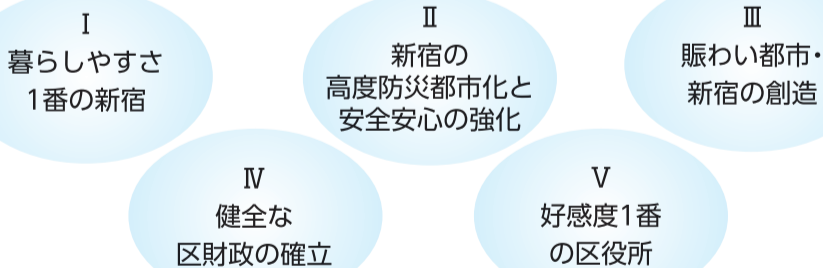 Ⅰ
暮らしやすさ
1番の新宿
Ⅱ
新宿の
高度防災都市化と
安全安心の強化
Ⅲ
賑わい都市・
新宿の創造
Ⅳ
健全な
区財政の確立
Ⅴ
好感度1番
の区役所